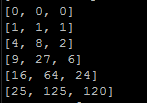 [0, 0, 0]
[1, 1, 1]
[4, 8, 2]
[9, 27, 6]
[16, 64, 24]
[25, 125, 120]